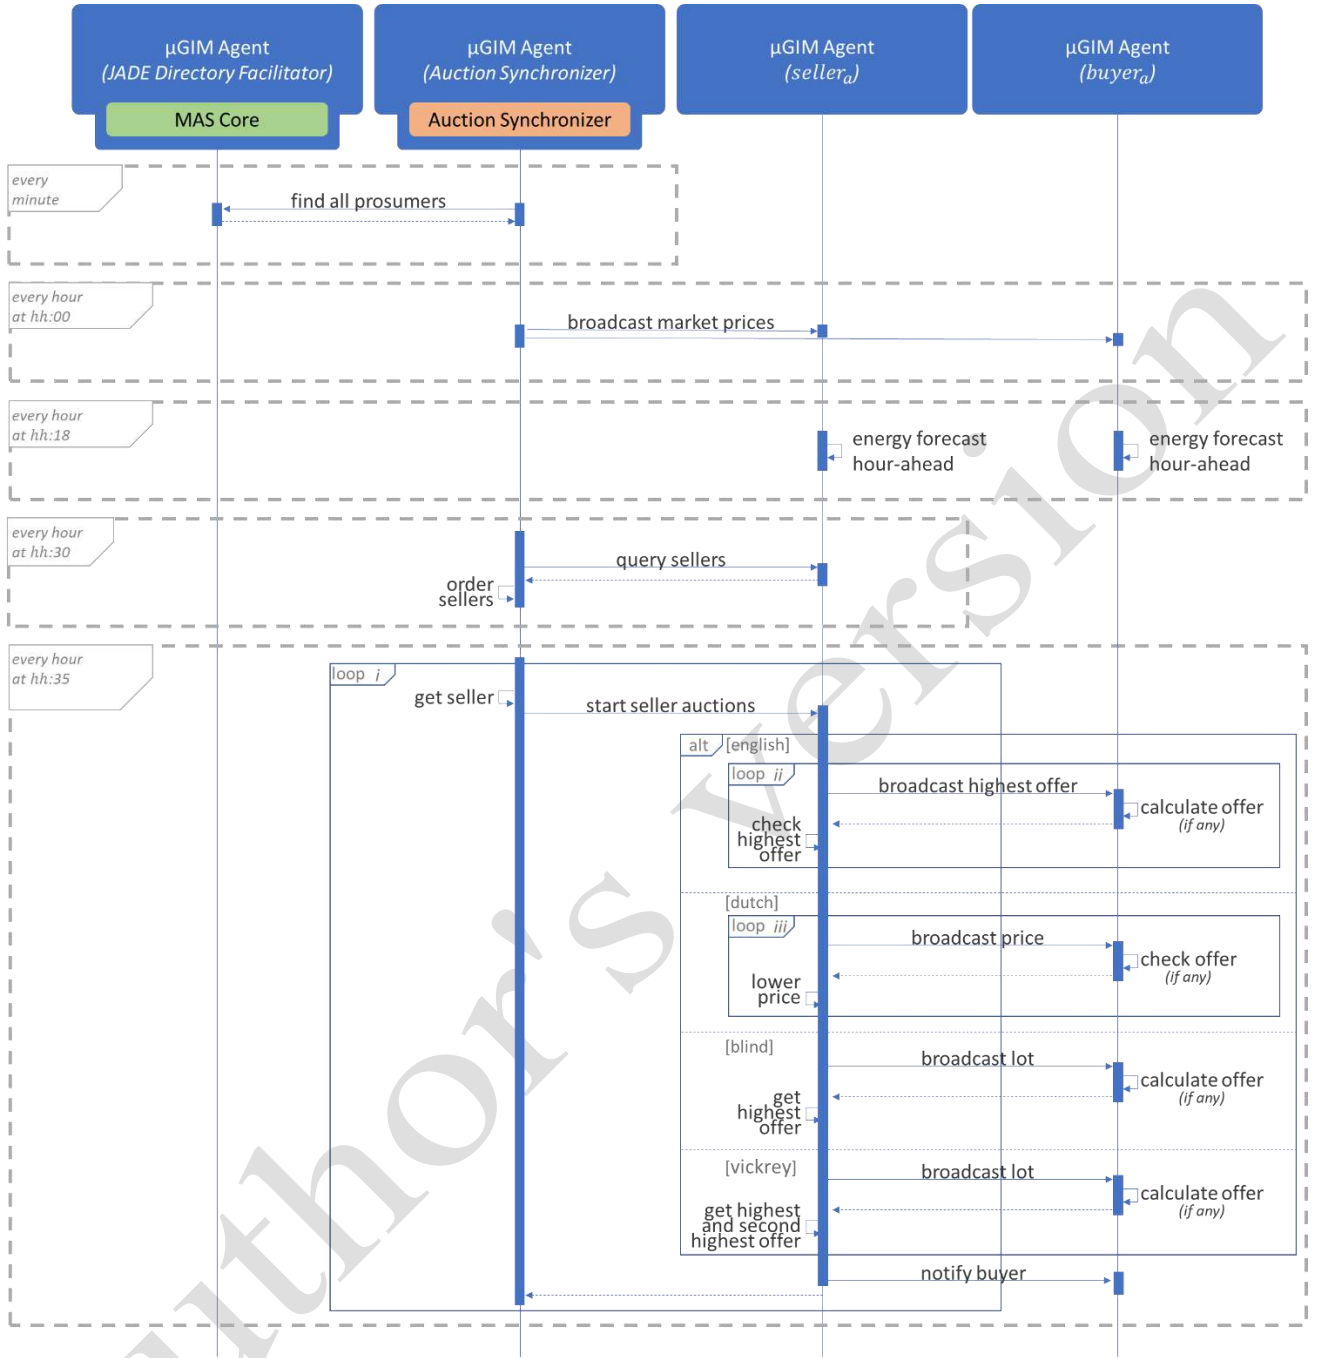 µGIM Agent
(JADE Directory Facilitator)
MAS Core
µGIM Agent
(Auction Synchronizer)
Auction Synchronizer
µGIM Agent
(seller_a)
µGIM Agent
(buyer_a)
every
minute
find all prosumers
every hour
at hh:00
broadcast market prices
every hour
at hh:18
energy forecast
hour-ahead
energy forecast
hour-ahead
every hour
at hh:30
query sellers
order
sellers
every hour
at hh:35
loop i
get seller
start seller auctions
alt [english]
loop ii
broadcast highest offer
calculate offer
(if any)
check
highest
offer
[dutch]
loop iii
broadcast price
check offer
(if any)
lower
price
[blind]
broadcast lot
calculate offer
(if any)
get
highest
offer
[vickrey]
broadcast lot
calculate offer
(if any)
get highest
and second
highest offer
notify buyer
uthor's version